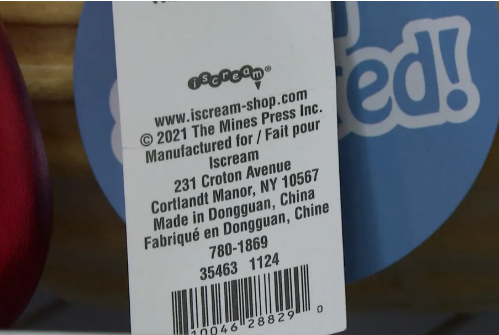 iscream®
www.iscream-shop.com
© 2021 The Mines Press Inc.
Manufactured for / Fait pour
Iscream
231 Croton Avenue
Cortlandt Manor, NY 10567
Made in Dongguan, China
Fabriqué en Dongguan, Chine
780-1869
35463 1124
10046 28829 0
ed!